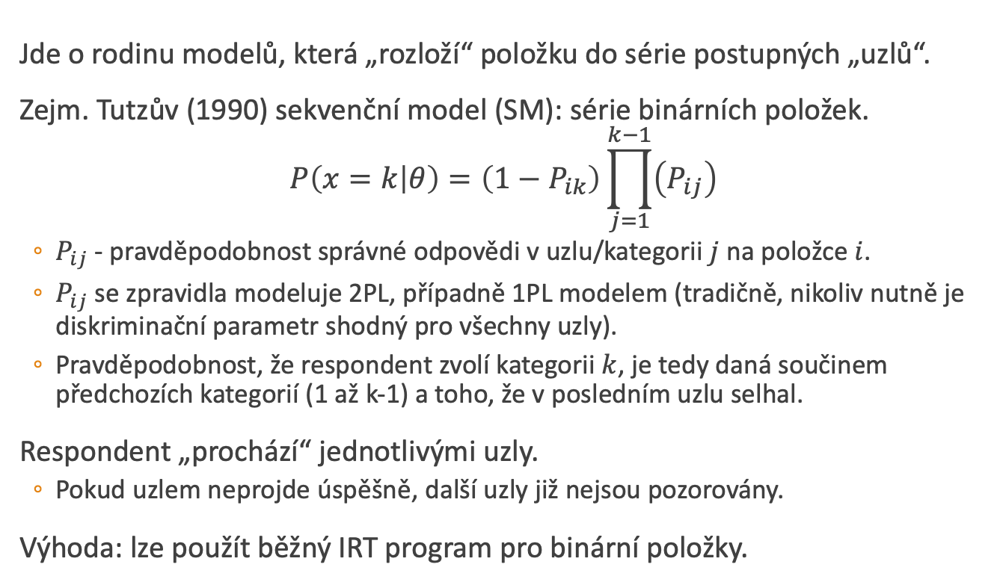 Jde o rodinu modelů, která „rozloží“ položku do série postupných „uzlů“.
Zejm. Tutzův (1990) sekvenční model (SM): série binárních položek.
P(x = k|θ) = (1 − P_{ik}) ∏_{j=1}^{k−1} (P_{ij})
◦ P_{ij} - pravděpodobnost správné odpovědi v uzlu/kategorii j na položce i.
◦ P_{ij} se zpravidla modeluje 2PL, případně 1PL modelem (tradičně, nikoliv nutně je
diskriminační parametr shodný pro všechny uzly).
◦ Pravděpodobnost, že respondent zvolí kategorii k, je tedy daná součinem
předchozích kategorií (1 až k-1) a toho, že v posledním uzlu selhal.
Respondent „prochází“ jednotlivými uzly.
◦ Pokud uzlem neprojde úspěšně, další uzly již nejsou pozorovány.
Výhoda: lze použít běžný IRT program pro binární položky.